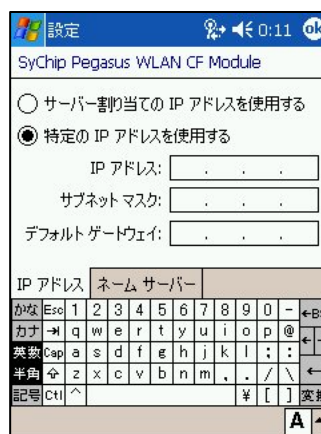 設定 0:11 ok
SyChip Pegasus WLAN CF Module
サーバー割り当ての IP アドレスを使用する
特定の IP アドレスを使用する
IP アドレス: . . .
サブネット マスク: . . .
デフォルト ゲートウェイ: . . .
IP アドレス ネーム サーバー
かな Esc 1 2 3 4 5 6 7 8 9 0 - ←BS
カナ →| q w e r t y u i o p @
英数 Cap a s d f g h j k l ; :
半角 ⇧ z x c v b n m , . / \ ←
記号 Ctl ^ ¥ [ ] 変換
A